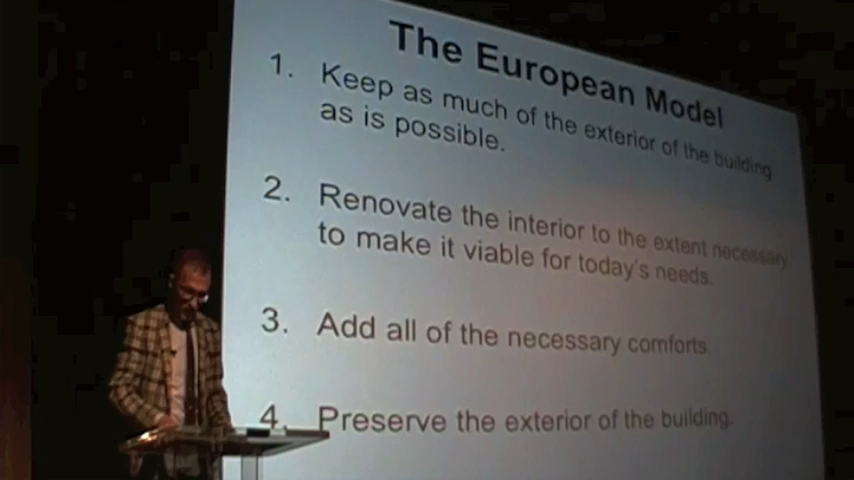 The European Model
1. Keep as much of the exterior of the building
as is possible.
2. Renovate the interior to the extent necessary
to make it viable for today's needs.
3. Add all of the necessary comforts.
4. Preserve the exterior of the building.